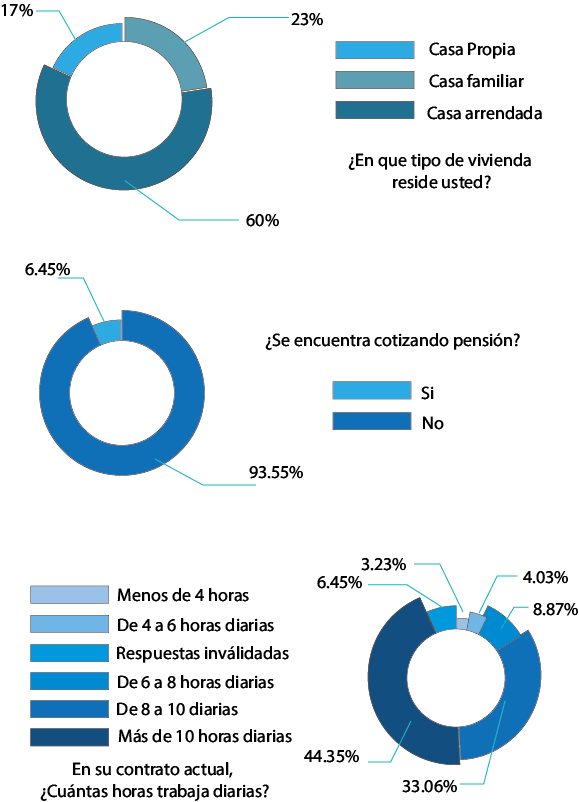 17%
23%
Casa Propia
Casa familiar
Casa arrendada
¿En que tipo de vivienda
reside usted?
60%
6.45%
¿Se encuentra cotizando pensión?
Si
No
93.55%
3.23%
4.03%
6.45%
8.87%
Menos de 4 horas
De 4 a 6 horas diarias
Respuestas inválidadas
De 6 a 8 horas diarias
De 8 a 10 diarias
Más de 10 horas diarias
44.35%
33.06%
En su contrato actual,
¿Cuántas horas trabaja diarias?